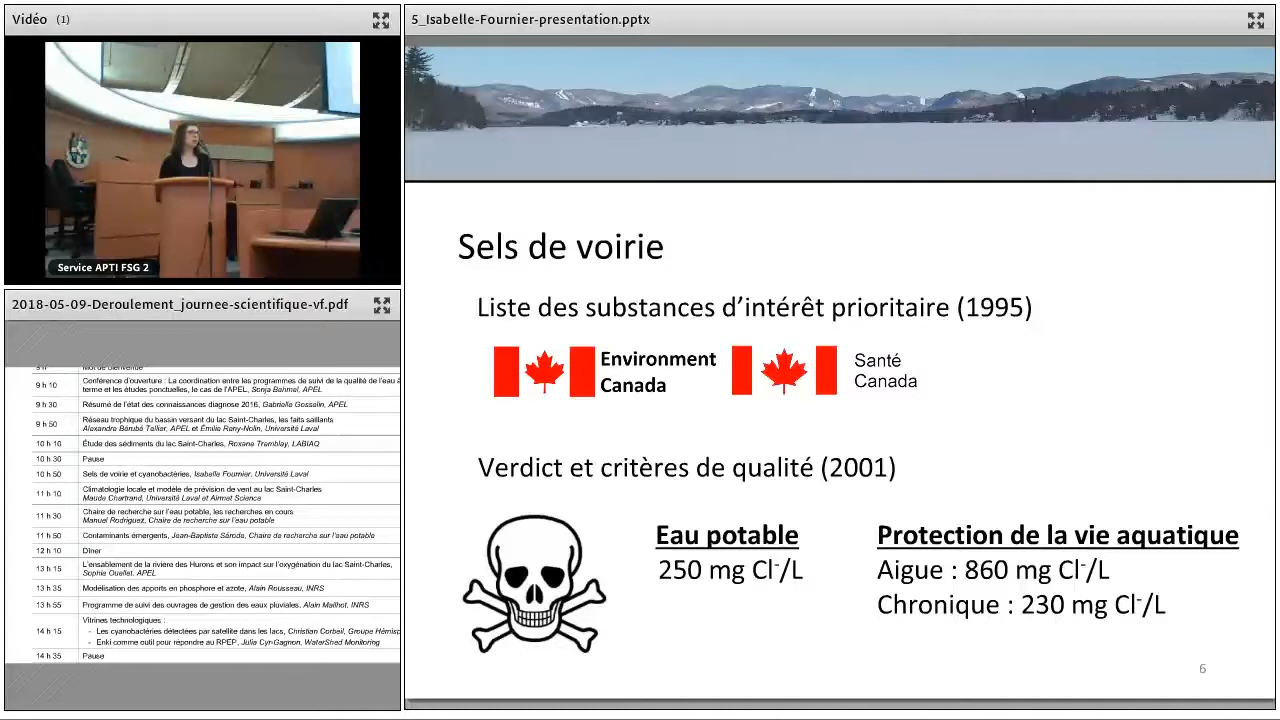 Vidéo (1)
Service APTI FSG 2
2018-05-09-Deroulement_journee-scientifique-vf.pdf
9 h 10 Conférence d'ouverture : La coordination entre les programmes de suivi de la qualité de l'eau à
terme et les études ponctuelles, le cas de l'APEL, Sonja Behmel, APEL
9 h 30 Résumé de l'état des connaissances diagnose 2016, Gabrielle Gosselin, APEL
9 h 50 Réseau trophique du bassin versant du lac Saint-Charles, les faits saillants
Alexandre Bérubé Tellier, APEL et Émilie Remy-Nolin, Université Laval
10 h 10 Étude des sédiments du lac Saint-Charles, Roxane Tremblay, LABIAQ
10 h 30 Pause
10 h 50 Sels de voirie et cyanobactéries, Isabelle Fournier, Université Laval
11 h 10 Climatologie locale et modèle de prévision de vent au lac Saint-Charles
Maude Chartrand, Université Laval et Airmet Science
11 h 30 Chaire de recherche sur l'eau potable, les recherches en cours
Manuel Rodriguez, Chaire de recherche sur l'eau potable
11 h 50 Contaminants émergents, Jean-Baptiste Sérodes, Chaire de recherche sur l'eau potable
12 h 10 Dîner
13 h 15 L'ensablement de la rivière des Hurons et son impact sur l'oxygénation du lac Saint-Charles,
Sophie Ouellet, APEL
13 h 35 Modélisation des apports en phosphore et azote, Alain Rousseau, INRS
13 h 55 Programme de suivi des ouvrages de gestion des eaux pluviales. Alain Mailhot, INRS
Vitrines technologiques :
14 h 15 - Les cyanobactéries détectées par satellite dans les lacs, Christian Corbeil, Groupe Hémisp
- Enki comme outil pour répondre au RPEP, Julia Cyr-Gagnon, WaterShed Monitoring
14 h 35 Pause
5_Isabelle-Fournier-presentation.pptx
Sels de voirie
Liste des substances d'intérêt prioritaire (1995)
Environment
Canada
Santé
Canada
Verdict et critères de qualité (2001)
Eau potable
250 mg Cl⁻/L
Protection de la vie aquatique
Aigue : 860 mg Cl⁻/L
Chronique : 230 mg Cl⁻/L
6